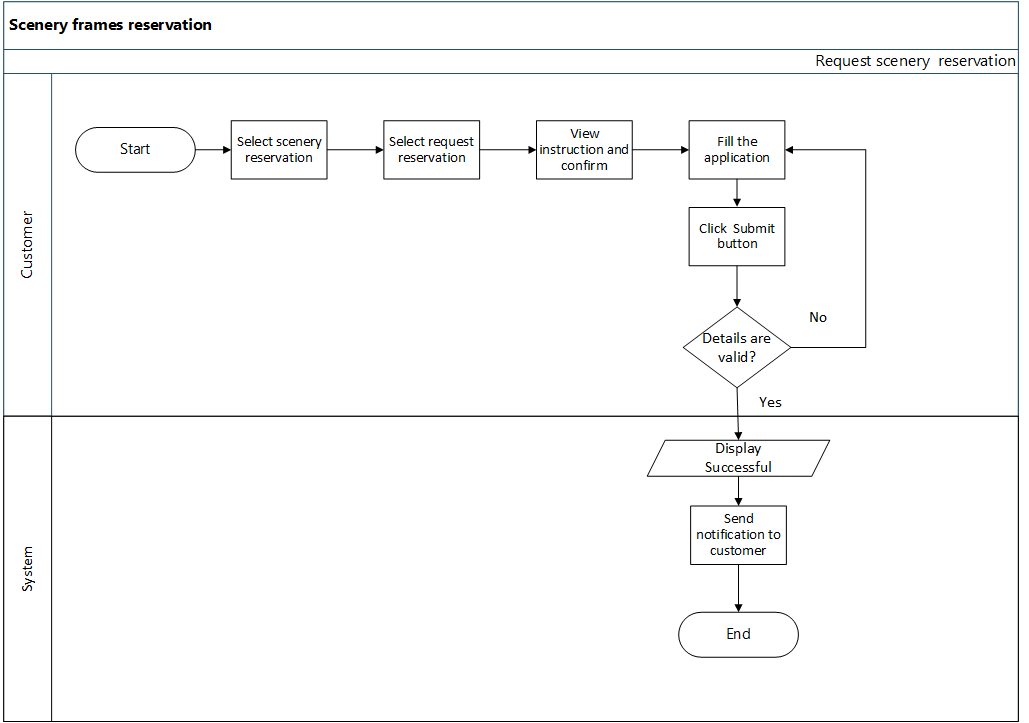 Scenery frames reservation
Request scenery reservation
Customer
Start
Select scenery
reservation
Select request
reservation
View
instruction and
confirm
Fill the
application
Click Submit
button
Details are
valid?
No
Yes
System
Display
Successful
Send
notification to
customer
End